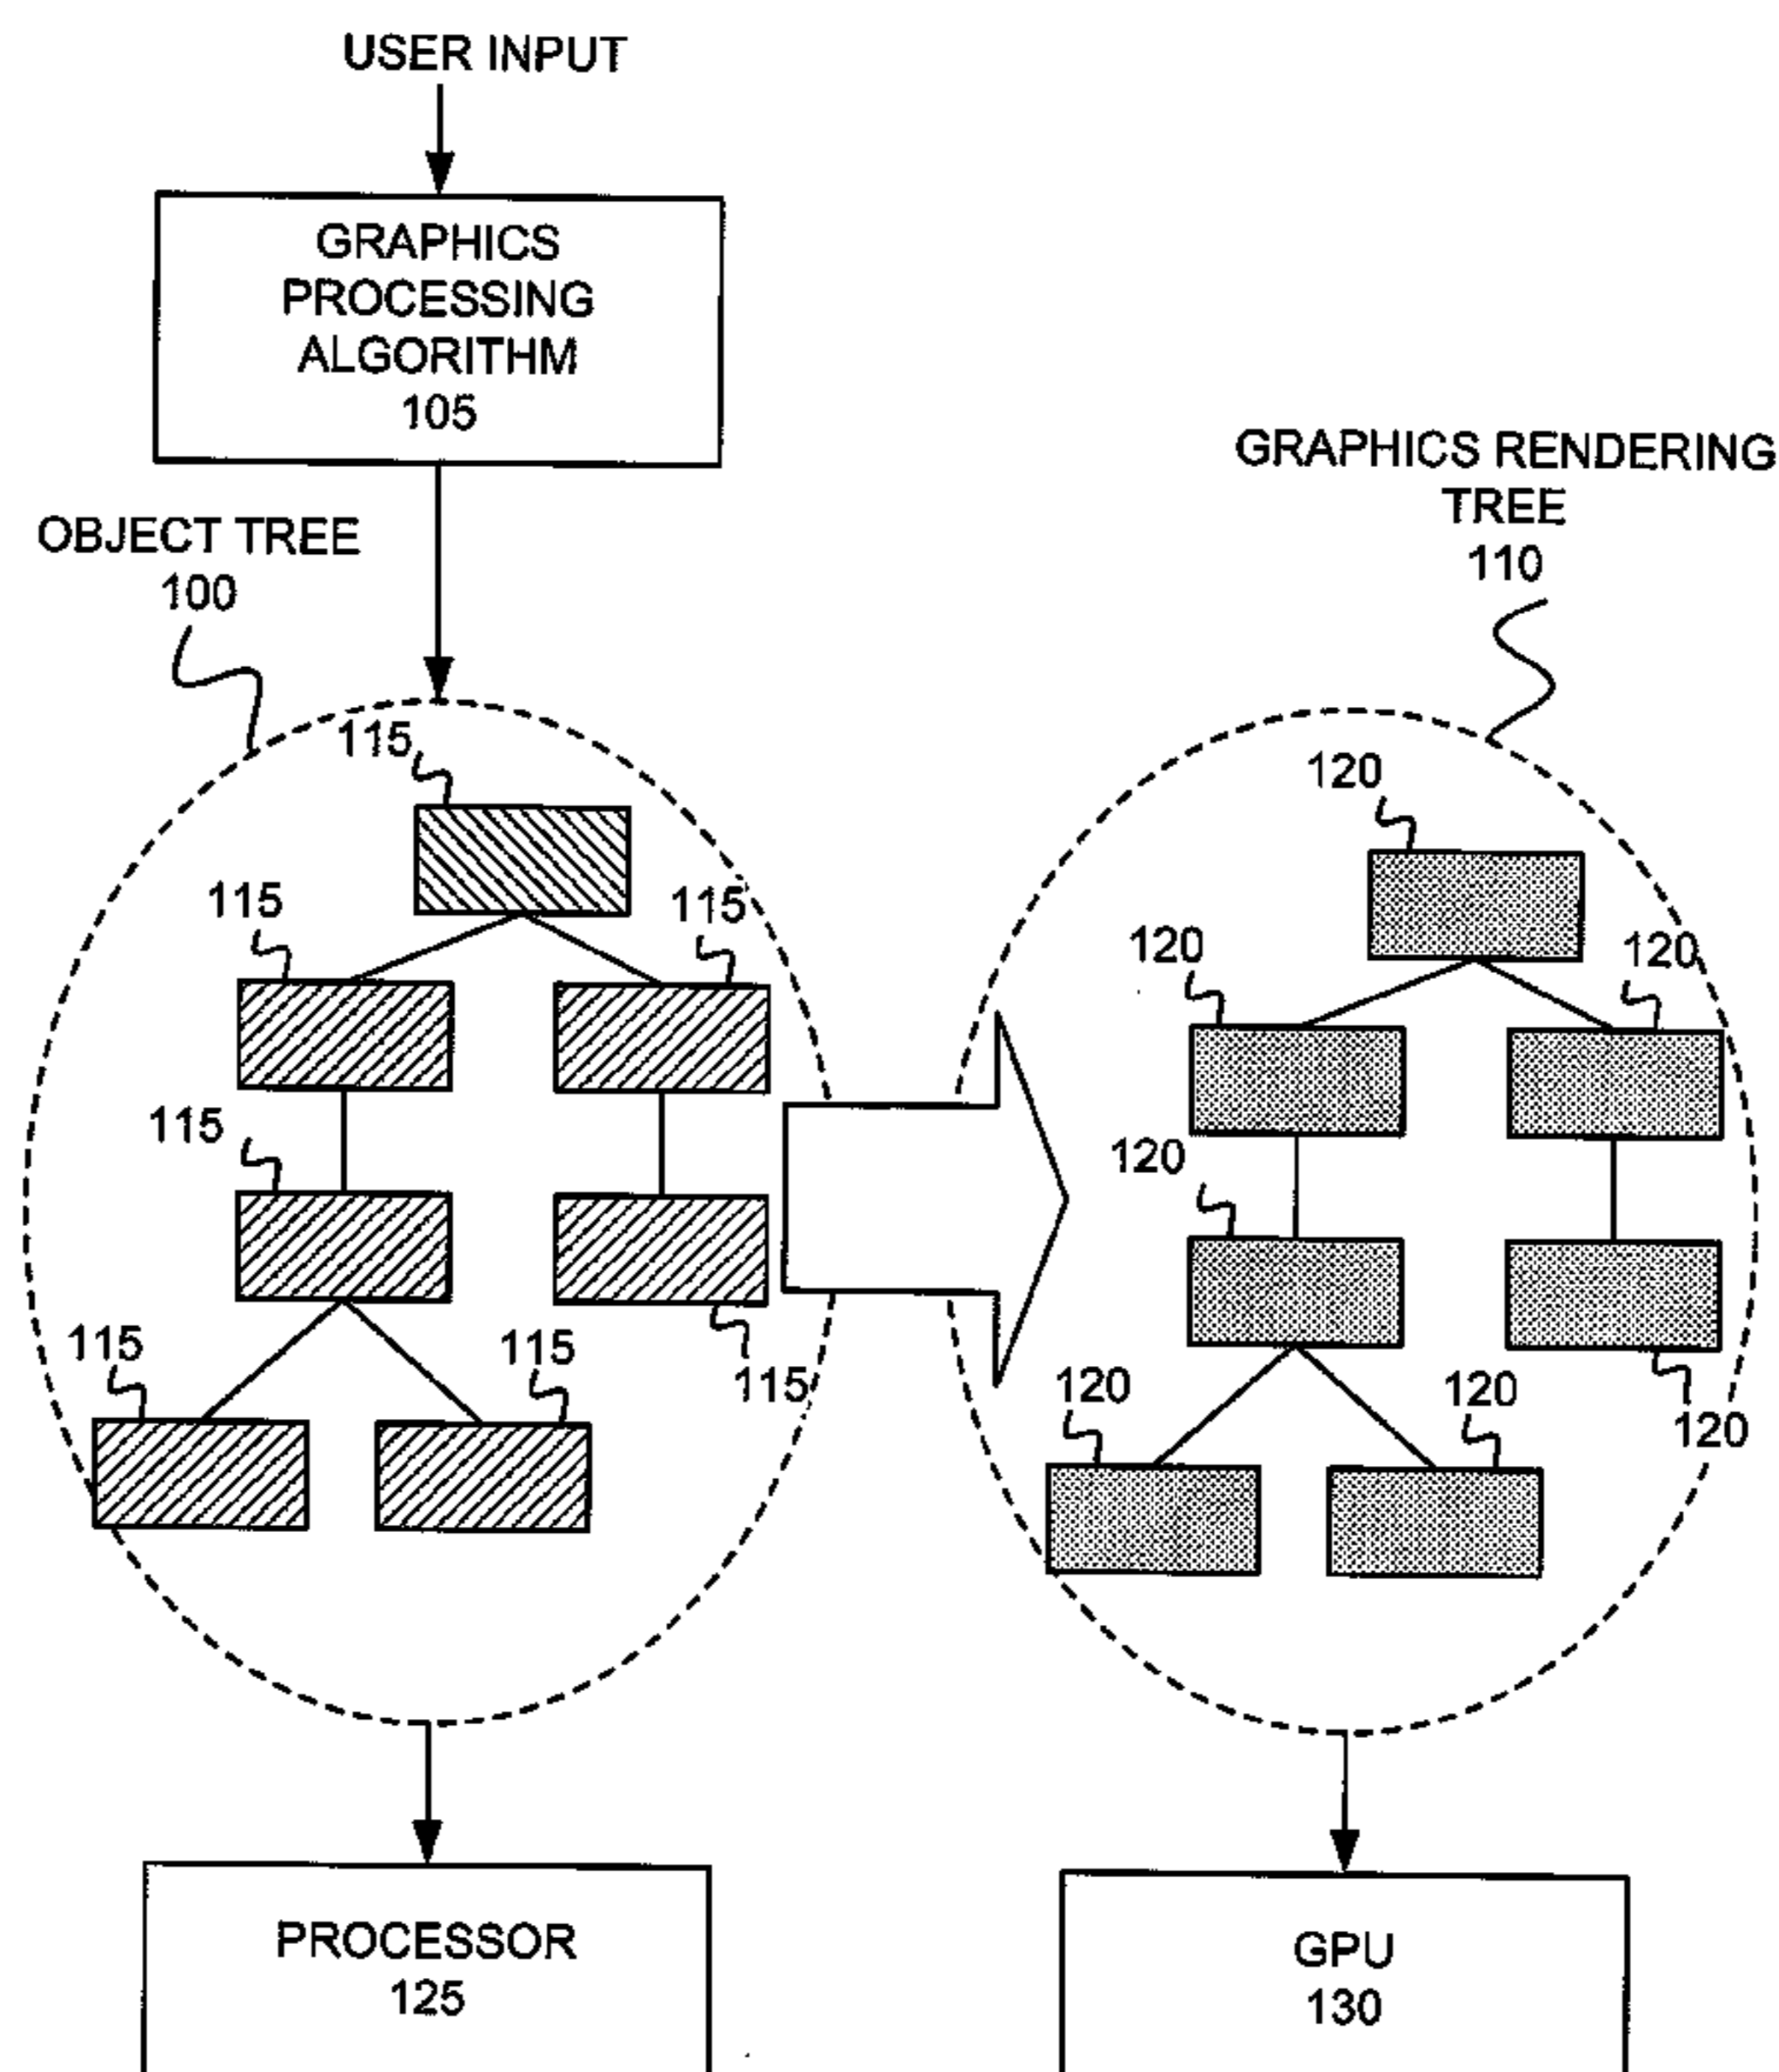 USER INPUT
GRAPHICS
PROCESSING
ALGORITHM
105
GRAPHICS RENDERING
TREE
110
OBJECT TREE
100
115
120
115
115
120
120
115
120
115
115
115
120
120
120
PROCESSOR
125
GPU
130